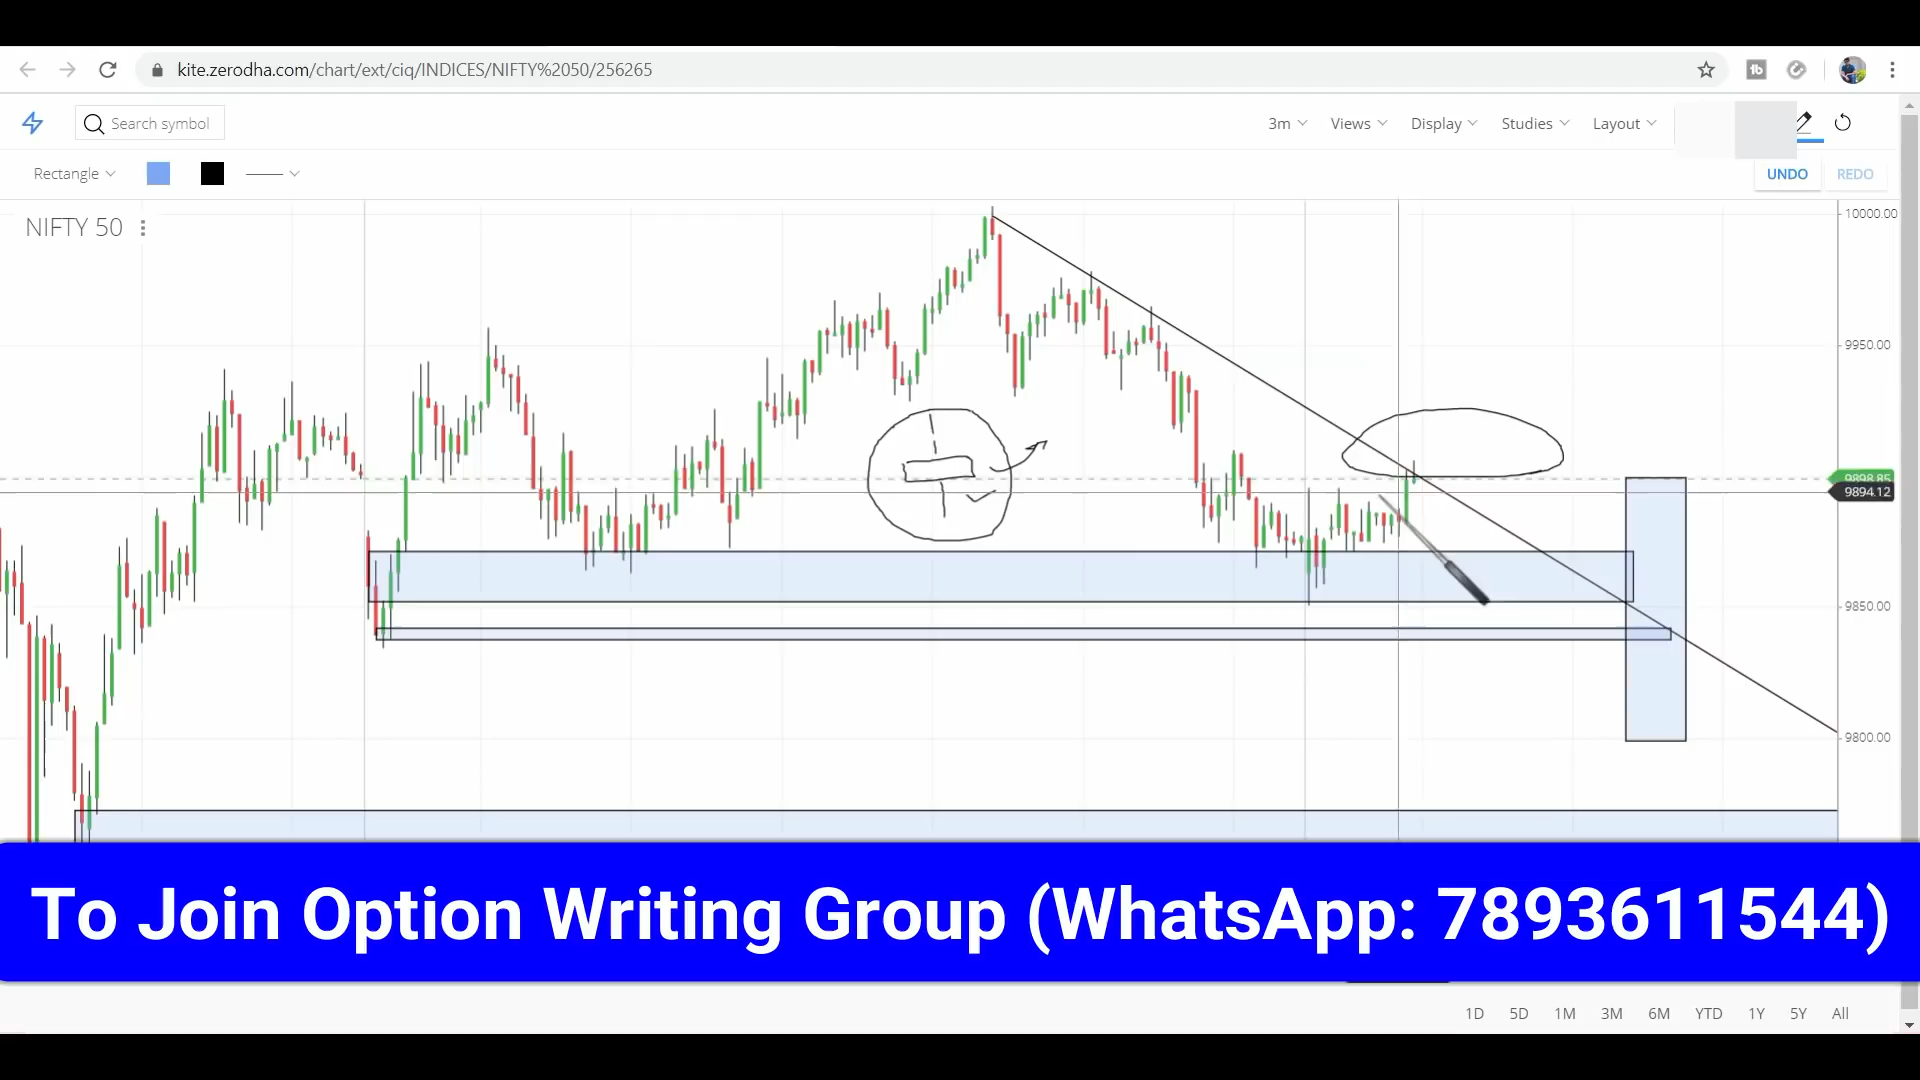 kite.zerodha.com/chart/ext/ciq/INDICES/NIFTY%2050/256265
Search symbol
3m Views Display Studies Layout
Rectangle
UNDO REDO
NIFTY 50
10000.00
9950.00
9898.85
9894.12
9850.00
9800.00
To Join Option Writing Group (WhatsApp: 7893611544)
1D 5D 1M 3M 6M YTD 1Y 5Y All